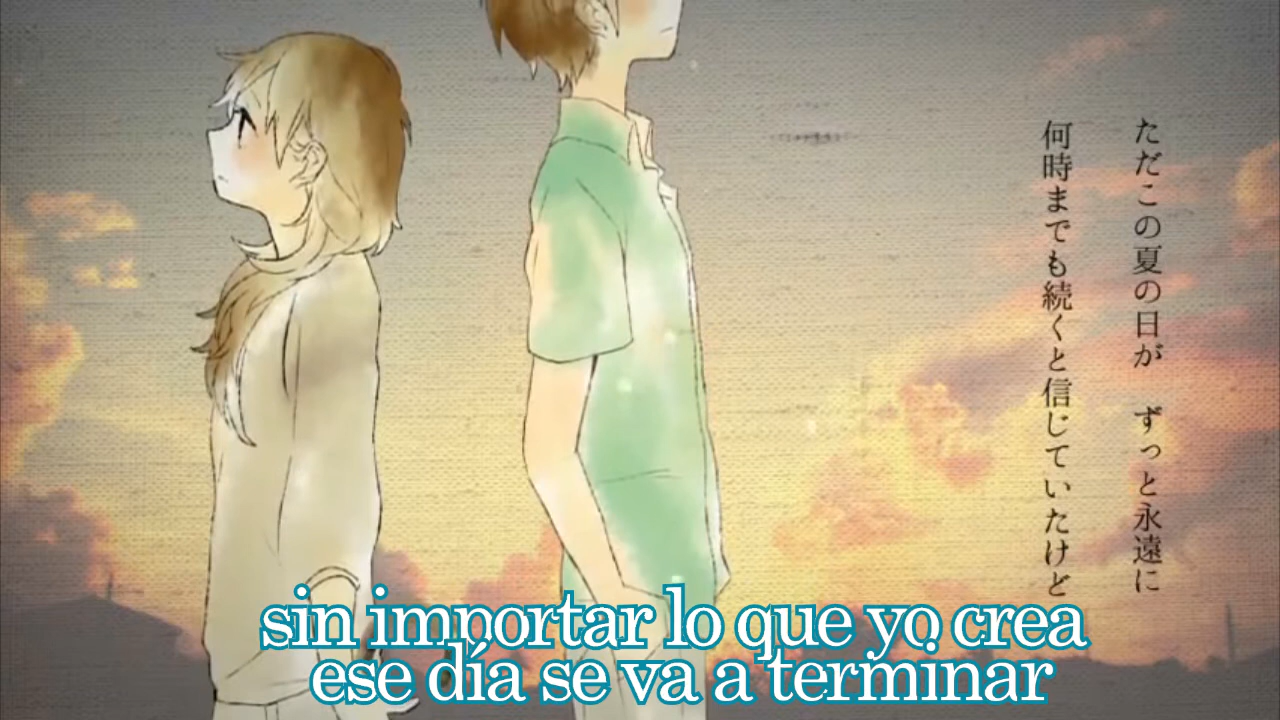 ただこの夏の日が　ずっと永遠に
何時までも続くと信じていたけど
sin importar lo que yo crea
ese día se va a terminar